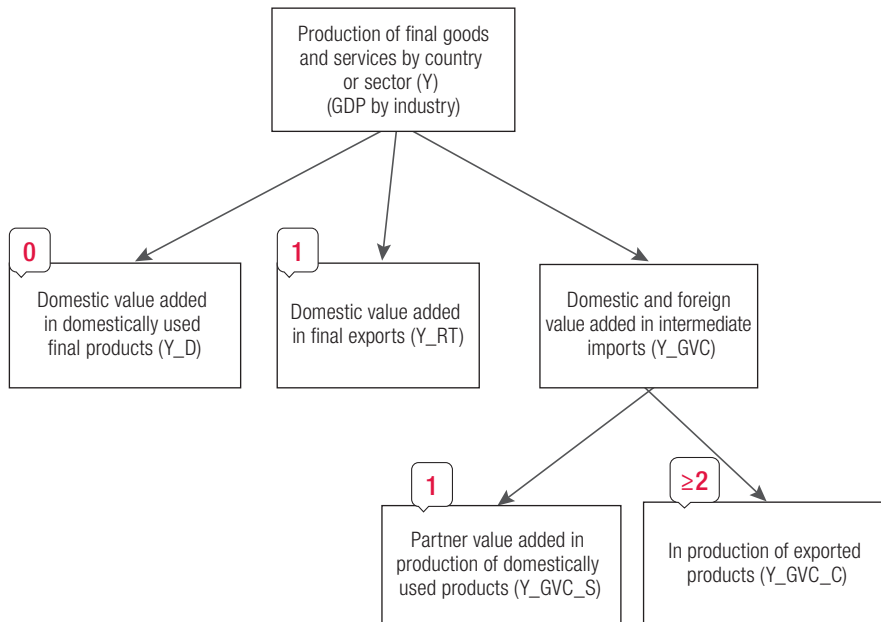 Production of final goods
and services by country
or sector (Y)
(GDP by industry)
0
Domestic value added
in domestically used
final products (Y_D)
1
Domestic value added
in final exports (Y_RT)
Domestic and foreign
value added in intermediate
imports (Y_GVC)
1
Partner value added in
production of domestically
used products (Y_GVC_S)
≥2
In production of exported
products (Y_GVC_C)